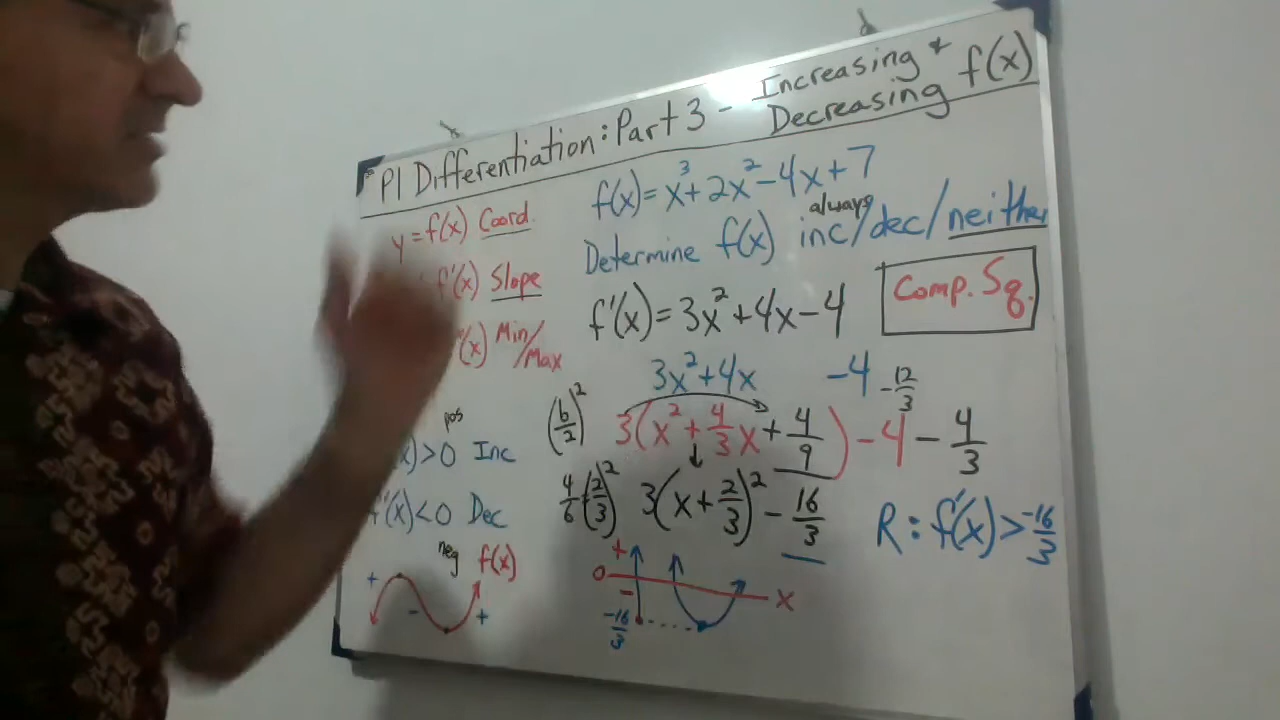 P1 Differentiation: Part 3 - Increasing + Decreasing f(x)
y = f(x) Coord.
f'(x) Slope
'(x) Min/Max
pos
)>0 Inc
f'(x)<0 Dec
neg f(x)
+ - +
f(x) = x³ + 2x² - 4x + 7
always
Determine f(x) inc/dec/neither
f'(x) = 3x² + 4x - 4
Comp. Sq.
3x² + 4x -4 -12/3
(b/2)² 3(x² + 4/3 x + 4/9) - 4 - 4/3
4/6 = (2/3)² 3(x + 2/3)² - 16/3
R: f'(x) > -16/3
+
0
-
x
-16/3